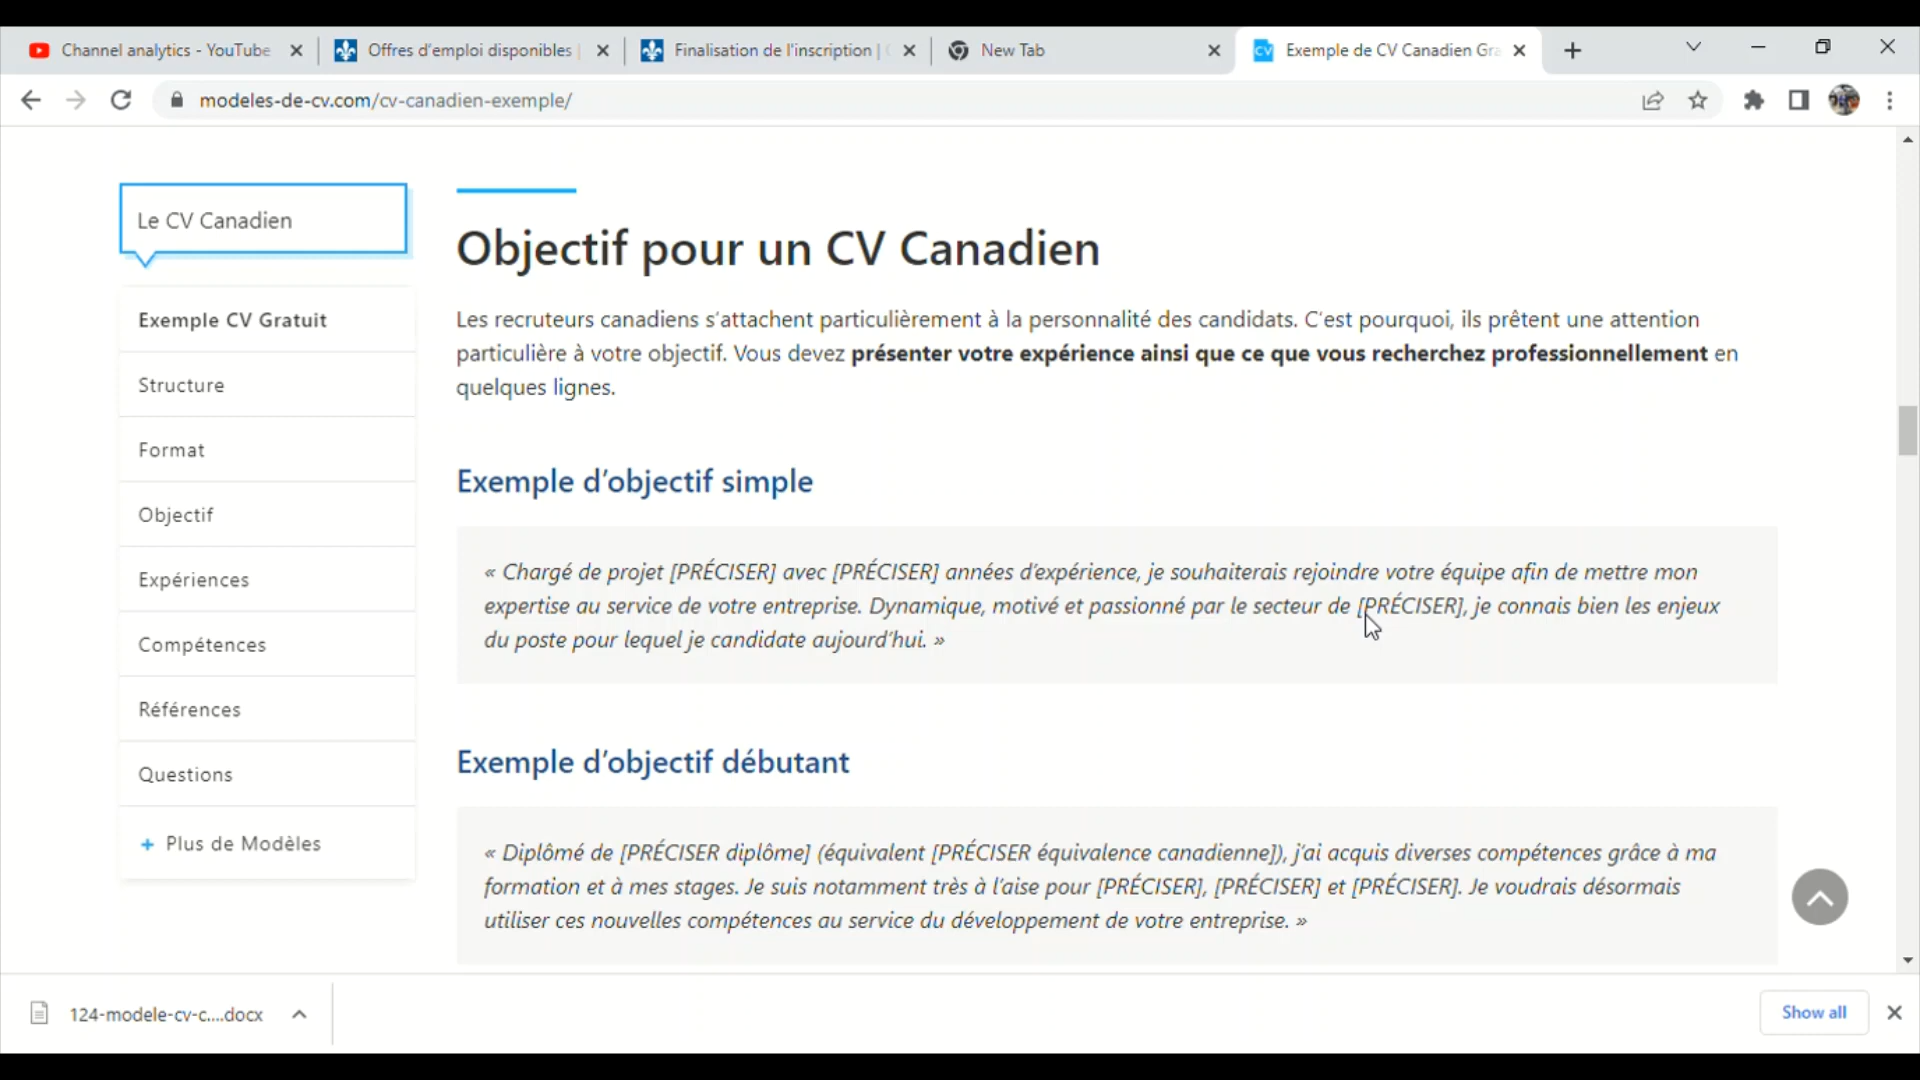 Channel analytics - YouTube
Offres d'emploi disponibles |
Finalisation de l'inscription |
New Tab
Exemple de CV Canadien Gra
modeles-de-cv.com/cv-canadien-exemple/
Le CV Canadien
Exemple CV Gratuit
Structure
Format
Objectif
Expériences
Compétences
Références
Questions
+ Plus de Modèles
Objectif pour un CV Canadien
Les recruteurs canadiens s'attachent particulièrement à la personnalité des candidats. C'est pourquoi, ils prêtent une attention
particulière à votre objectif. Vous devez présenter votre expérience ainsi que ce que vous recherchez professionnellement en
quelques lignes.
Exemple d'objectif simple
« Chargé de projet [PRÉCISER] avec [PRÉCISER] années d'expérience, je souhaiterais rejoindre votre équipe afin de mettre mon
expertise au service de votre entreprise. Dynamique, motivé et passionné par le secteur de [PRÉCISER], je connais bien les enjeux
du poste pour lequel je candidate aujourd'hui. »
Exemple d'objectif débutant
« Diplômé de [PRÉCISER diplôme] (équivalent [PRÉCISER équivalence canadienne]), j'ai acquis diverses compétences grâce à ma
formation et à mes stages. Je suis notamment très à l'aise pour [PRÉCISER], [PRÉCISER] et [PRÉCISER]. Je voudrais désormais
utiliser ces nouvelles compétences au service du développement de votre entreprise. »
124-modele-cv-c....docx
Show all